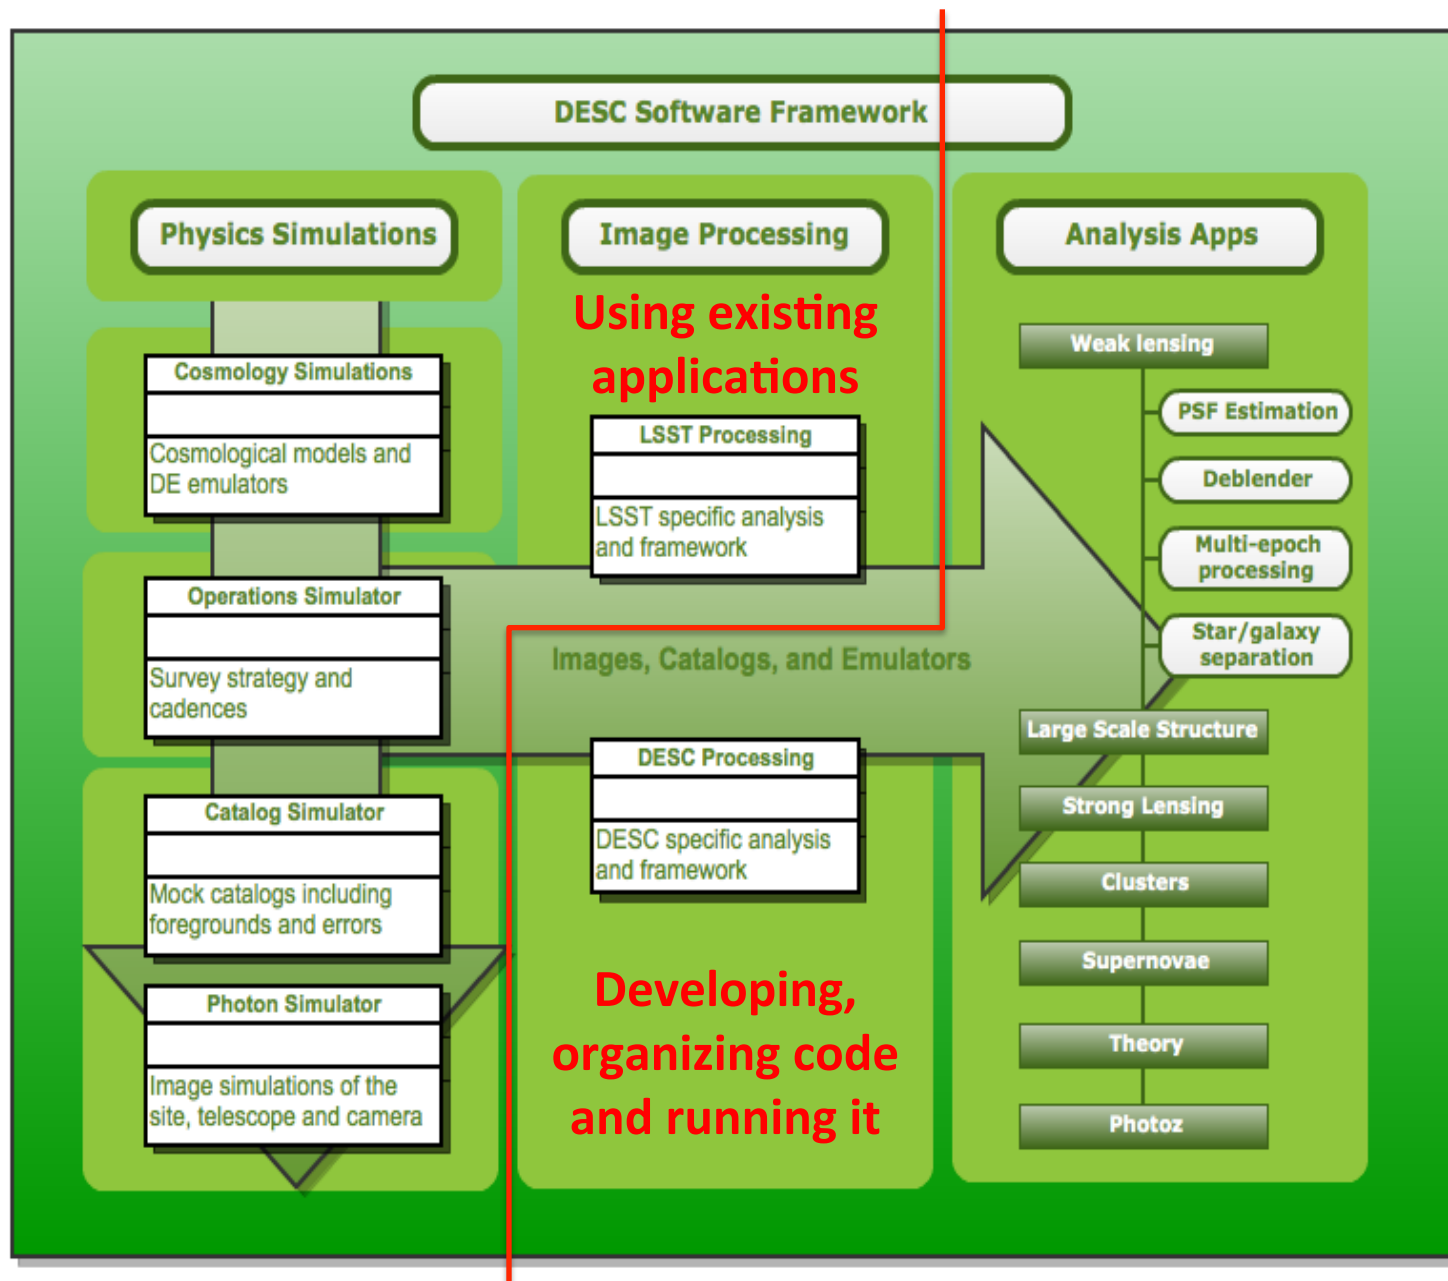 DESC Software Framework
Physics Simulations
Cosmology Simulations
Cosmological models and
DE emulators
Operations Simulator
Survey strategy and
cadences
Catalog Simulator
Mock catalogs including
foregrounds and errors
Photon Simulator
Image simulations of the
site, telescope and camera
Image Processing
Using existing
applications
LSST Processing
LSST specific analysis
and framework
Images, Catalogs, and Emulators
DESC Processing
DESC specific analysis
and framework
Developing,
organizing code
and running it
Analysis Apps
Weak lensing
PSF Estimation
Deblender
Multi-epoch
processing
Star/galaxy
separation
Large Scale Structure
Strong Lensing
Clusters
Supernovae
Theory
Photoz